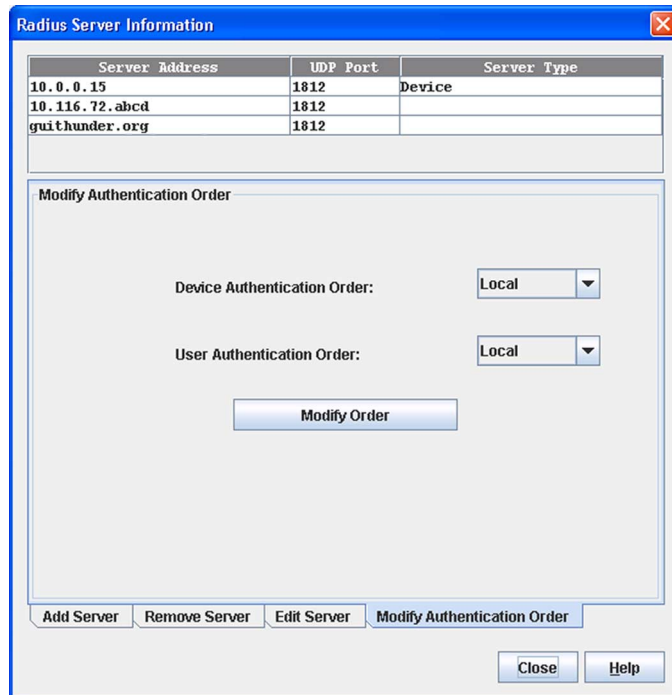 Radius Server Information
Server Address UDP Port Server Type
10.0.0.15 1812 Device
10.116.72.abcd 1812
guithunder.org 1812
Modify Authentication Order
Device Authentication Order: Local
User Authentication Order: Local
Modify Order
Add Server Remove Server Edit Server Modify Authentication Order
Close Help